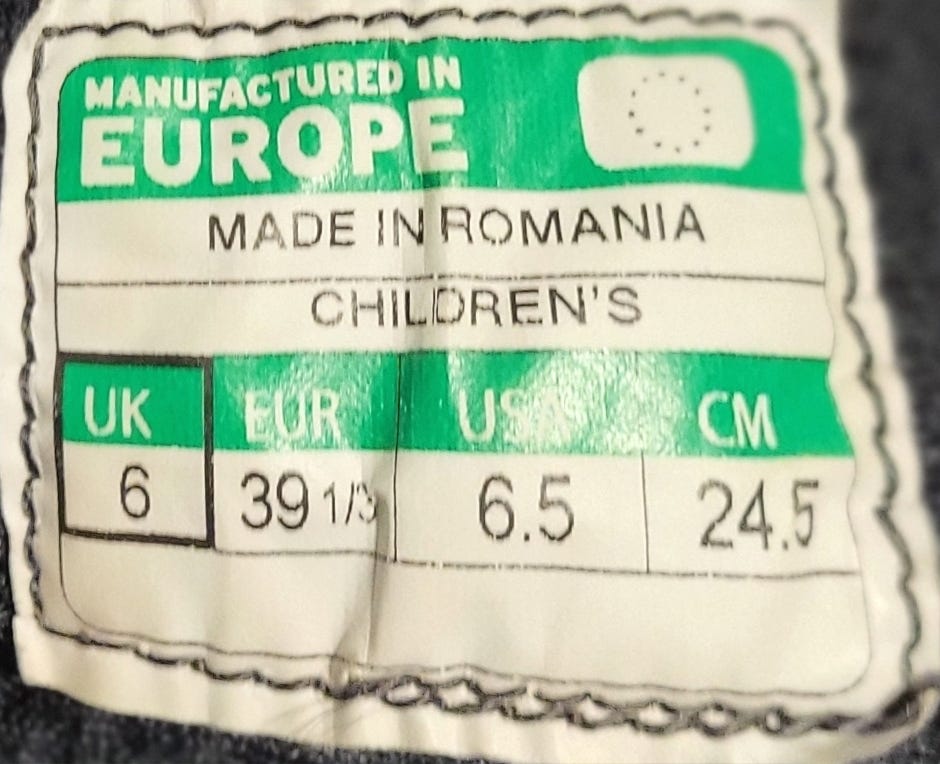 MANUFACTURED IN
EUROPE
MADE IN ROMANIA
CHILDREN'S
UK EUR USA CM
6 39 1/3 6.5 24.5